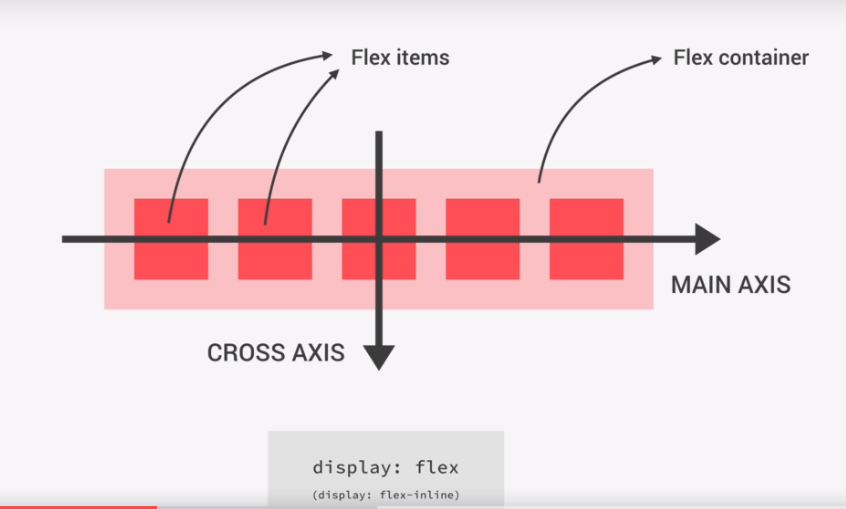 Flex items
Flex container
MAIN AXIS
CROSS AXIS
display: flex
(display: flex-inline)